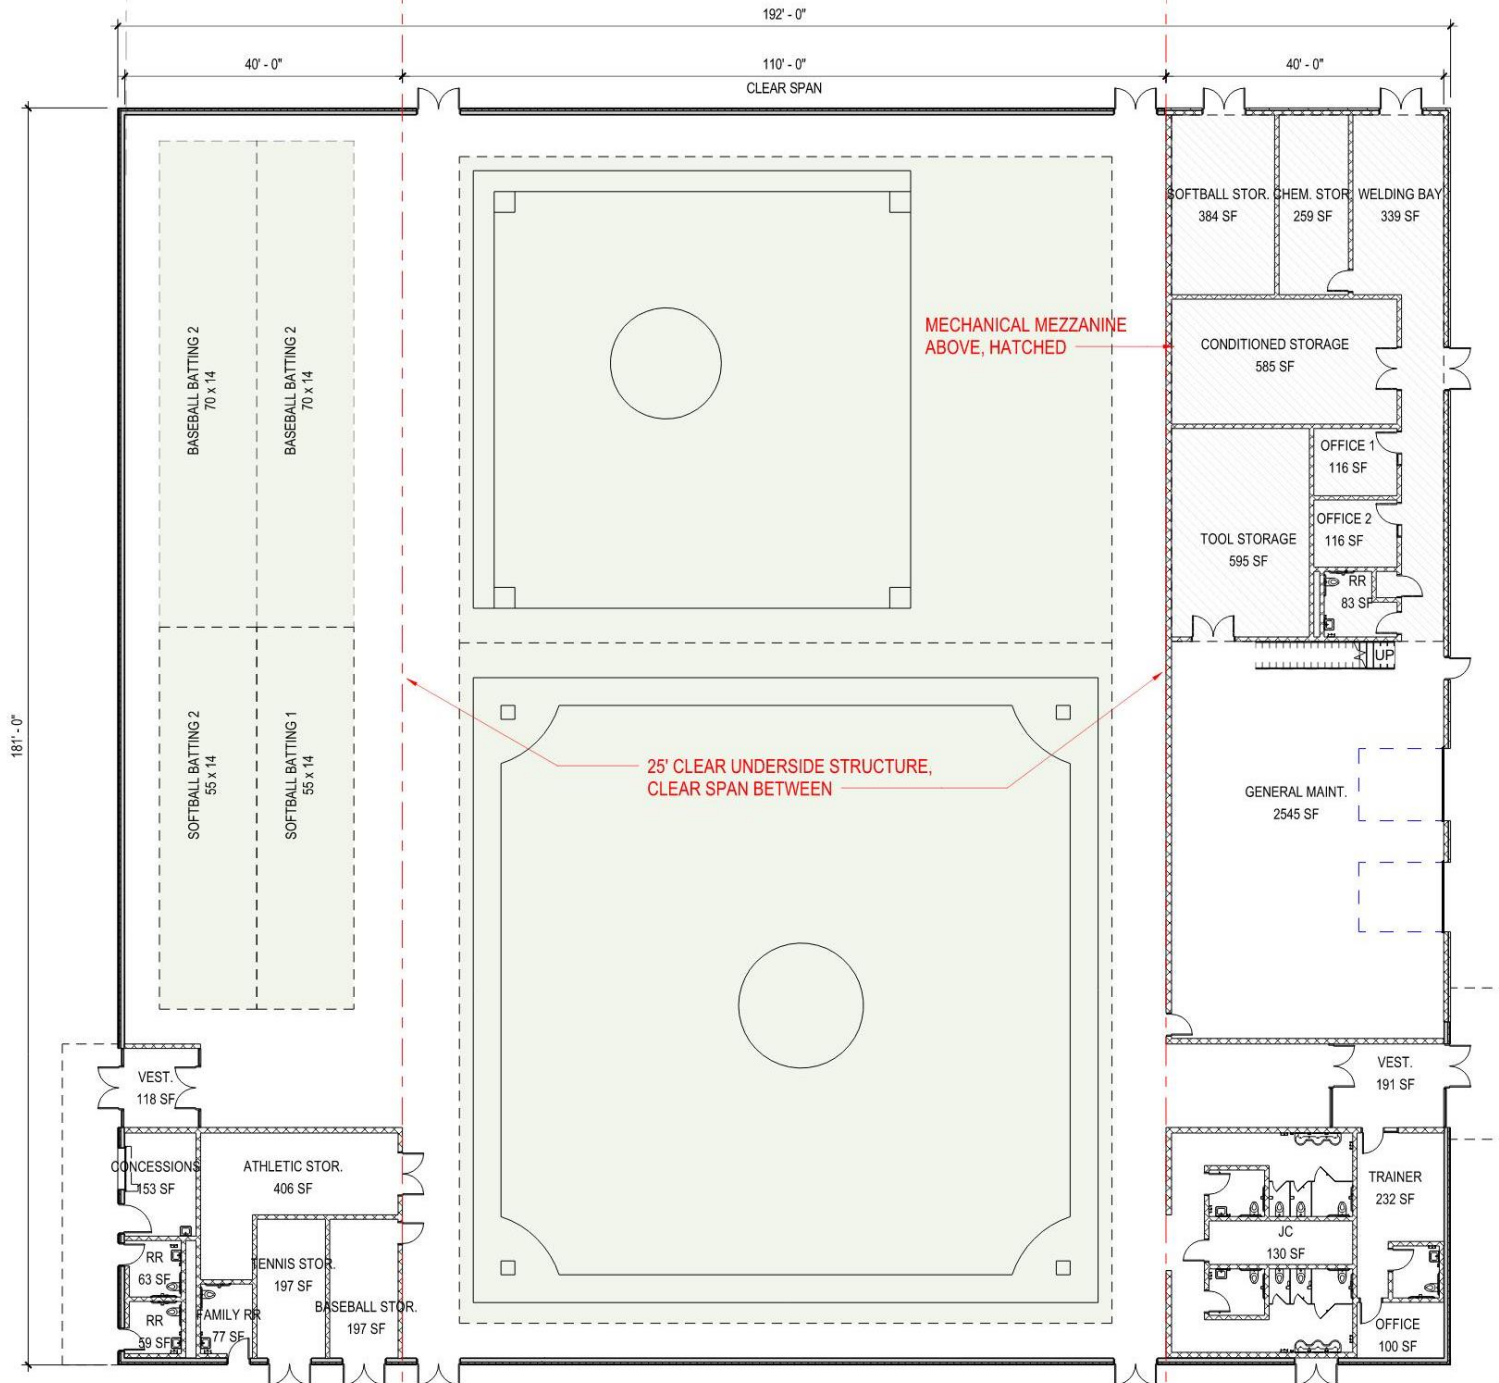 192' - 0"
40' - 0"
110' - 0"
40' - 0"
CLEAR SPAN
181' - 0"
SOFTBALL STOR.
384 SF
CHEM. STOR
259 SF
WELDING BAY
339 SF
MECHANICAL MEZZANINE
ABOVE, HATCHED
CONDITIONED STORAGE
585 SF
BASEBALL BATTING 2
70 x 14
BASEBALL BATTING 2
70 x 14
OFFICE 1
116 SF
OFFICE 2
116 SF
TOOL STORAGE
595 SF
RR
83 SF
UP
SOFTBALL BATTING 2
55 x 14
SOFTBALL BATTING 1
55 x 14
25' CLEAR UNDERSIDE STRUCTURE,
CLEAR SPAN BETWEEN
GENERAL MAINT.
2545 SF
VEST.
118 SF
VEST.
191 SF
CONCESSIONS
153 SF
ATHLETIC STOR.
406 SF
TRAINER
232 SF
JC
130 SF
RR
63 SF
TENNIS STOR.
197 SF
BASEBALL STOR.
197 SF
RR
59 SF
FAMILY RR
77 SF
OFFICE
100 SF